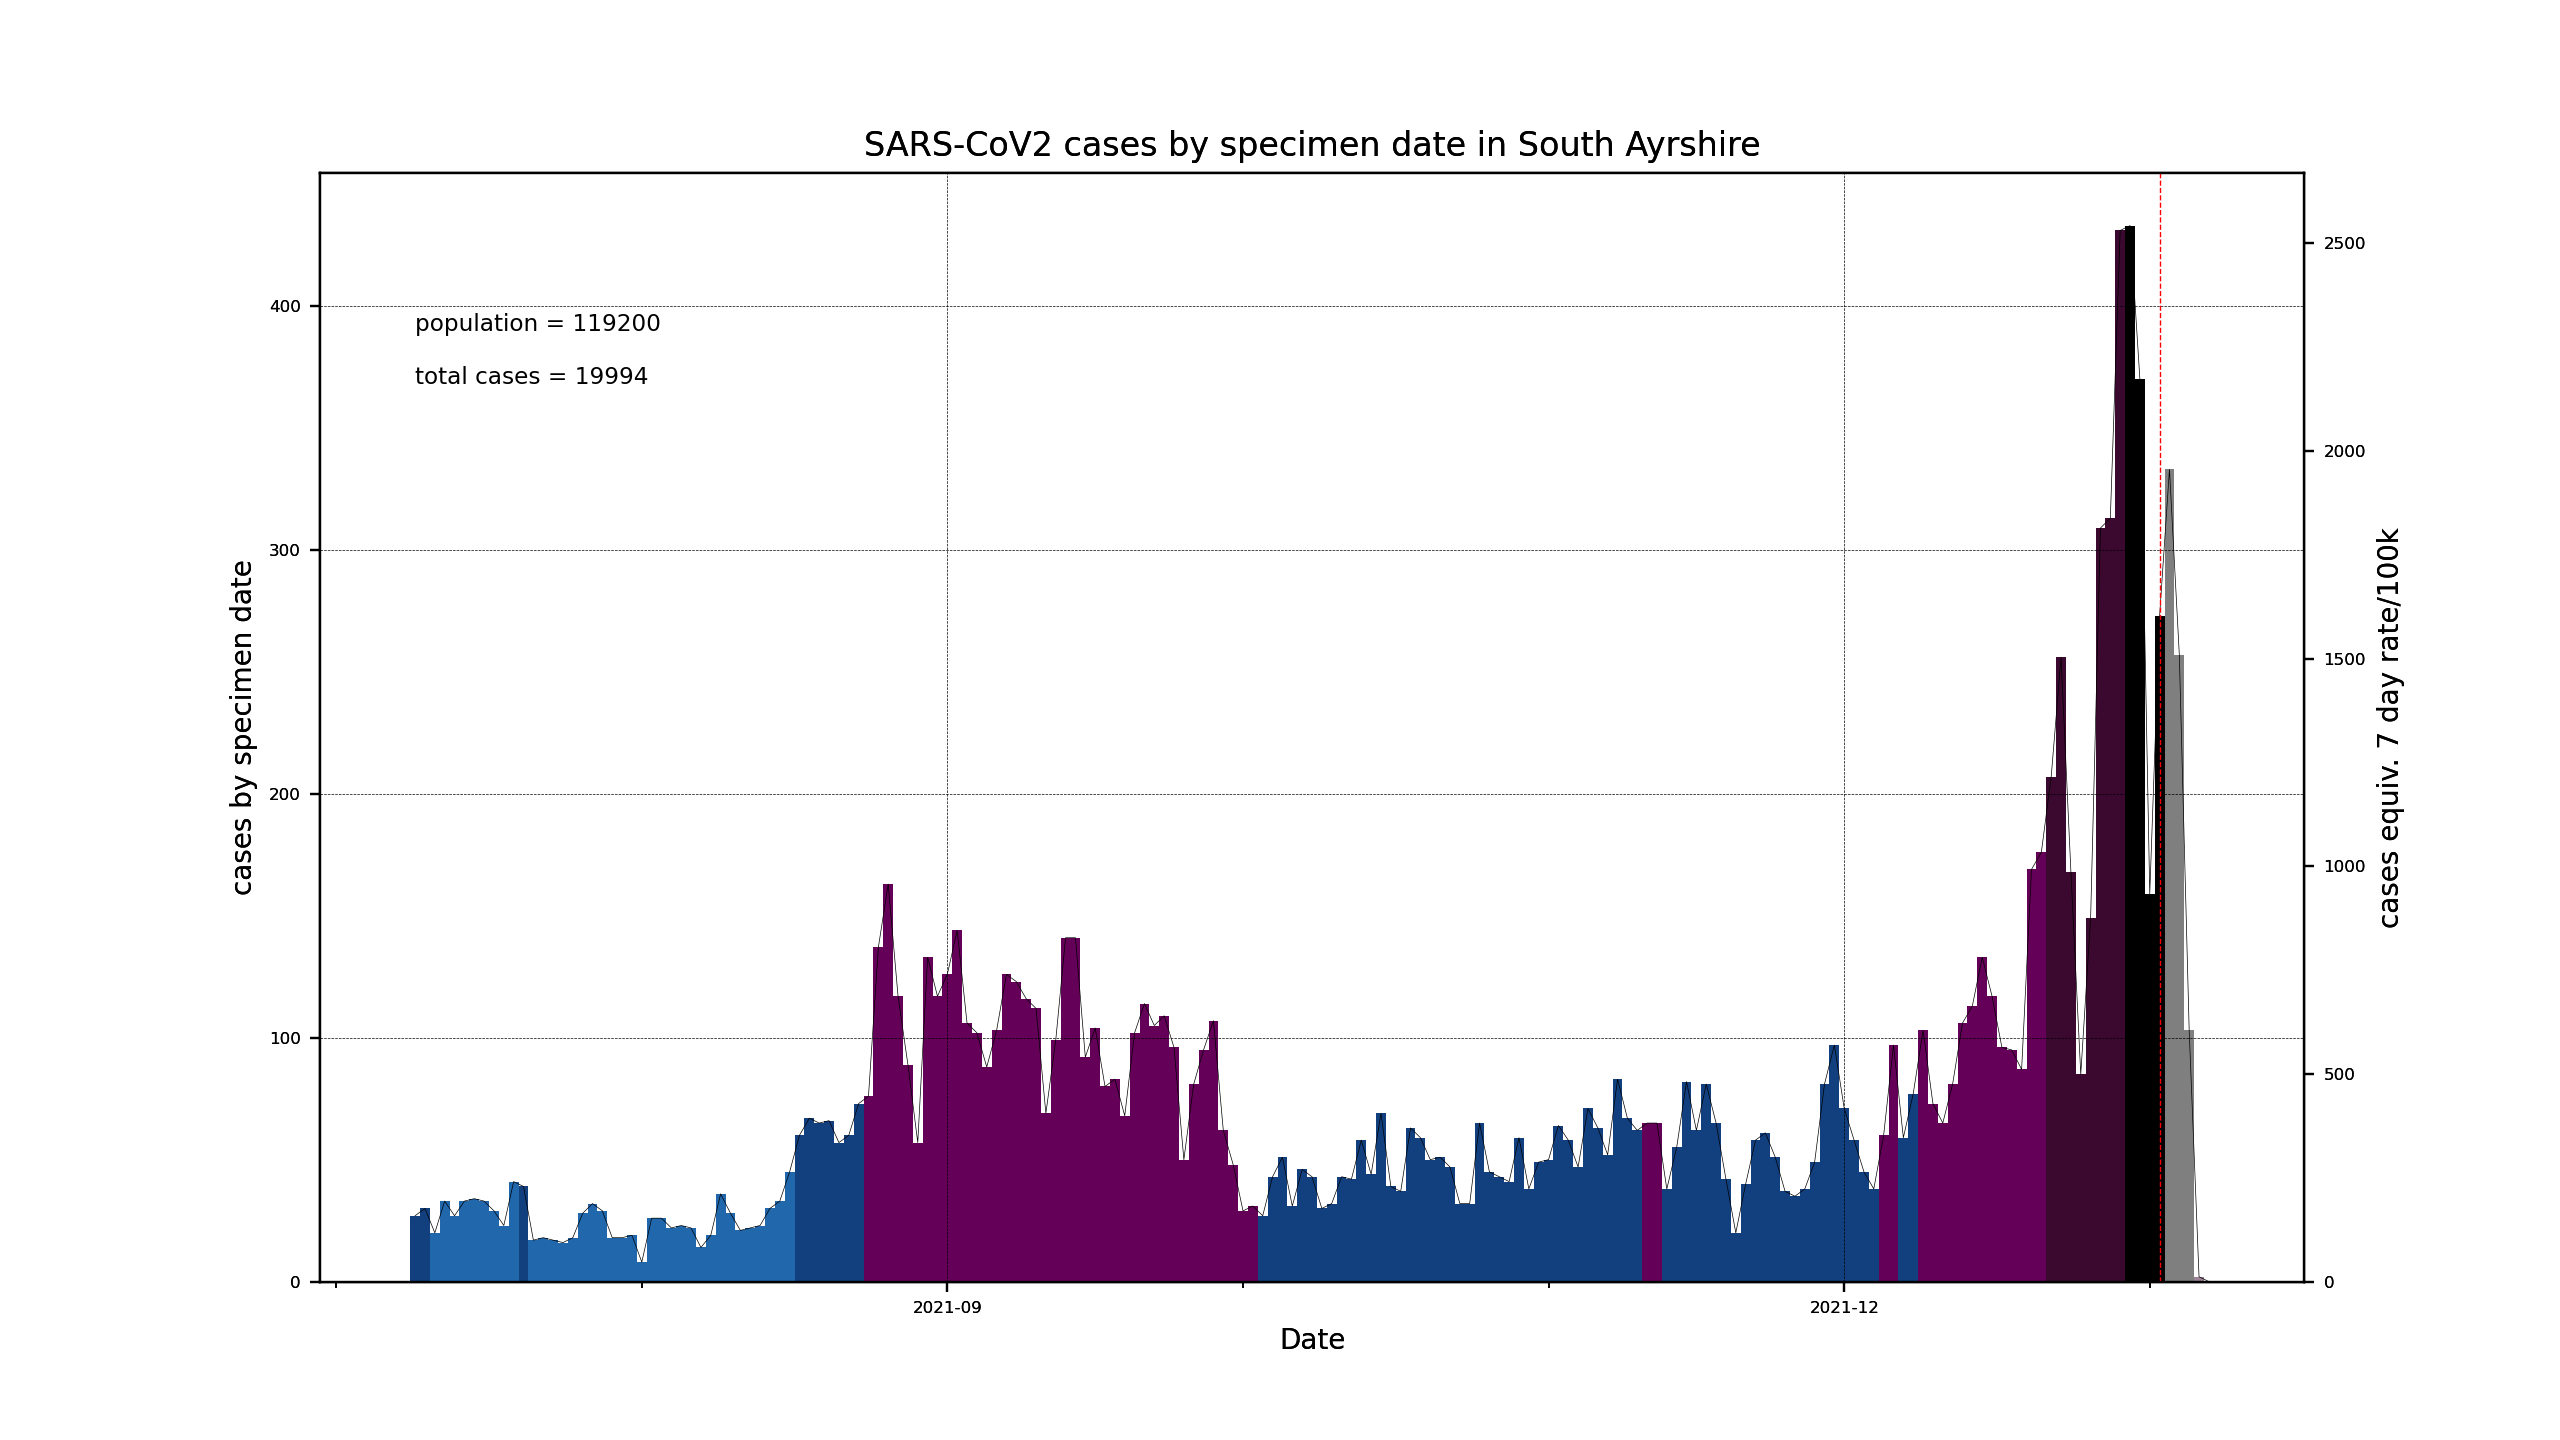 SARS-CoV2 cases by specimen date in South Ayrshire
population = 119200
total cases = 19994
cases by specimen date
400
300
200
100
0
2500
2000
1500
1000
500
0
cases equiv. 7 day rate/100k
2021-09
2021-12
Date